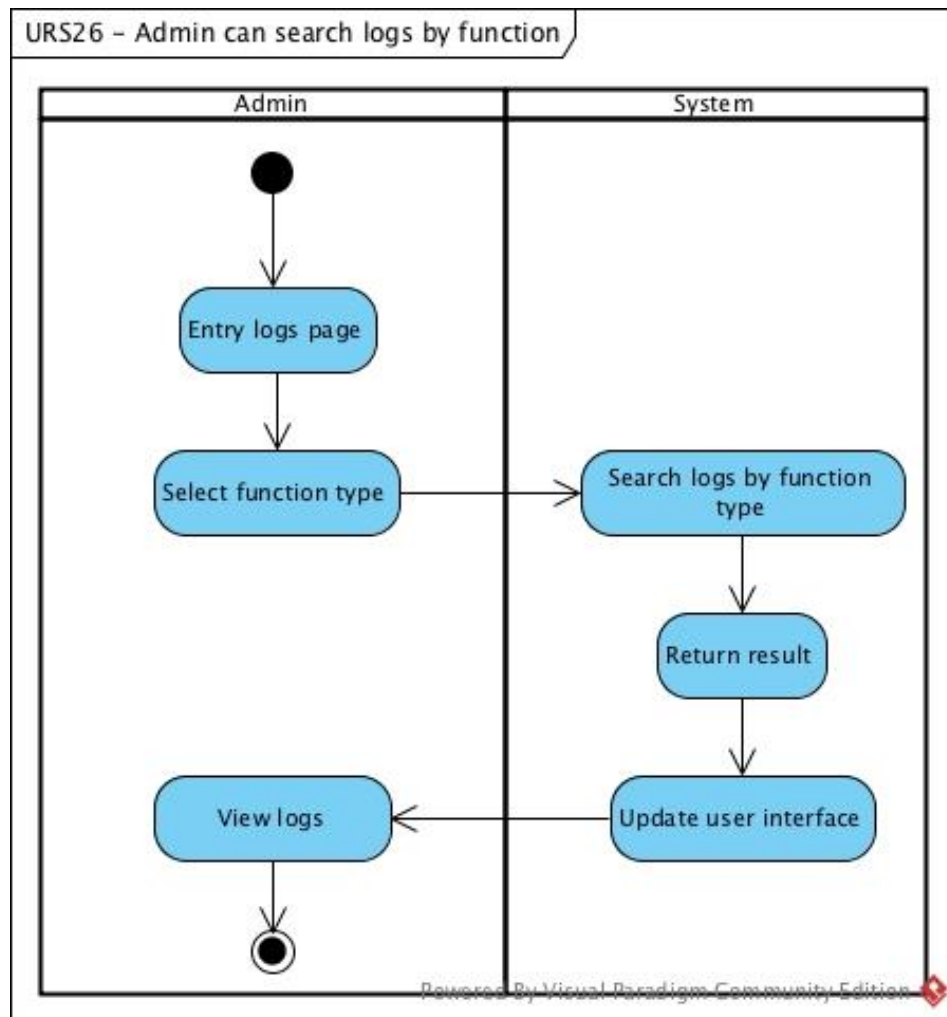 URS26 – Admin can search logs by function
Admin
System
Entry logs page
Select function type
Search logs by function
type
Return result
View logs
Update user interface
Powered By Visual Paradigm Community Edition